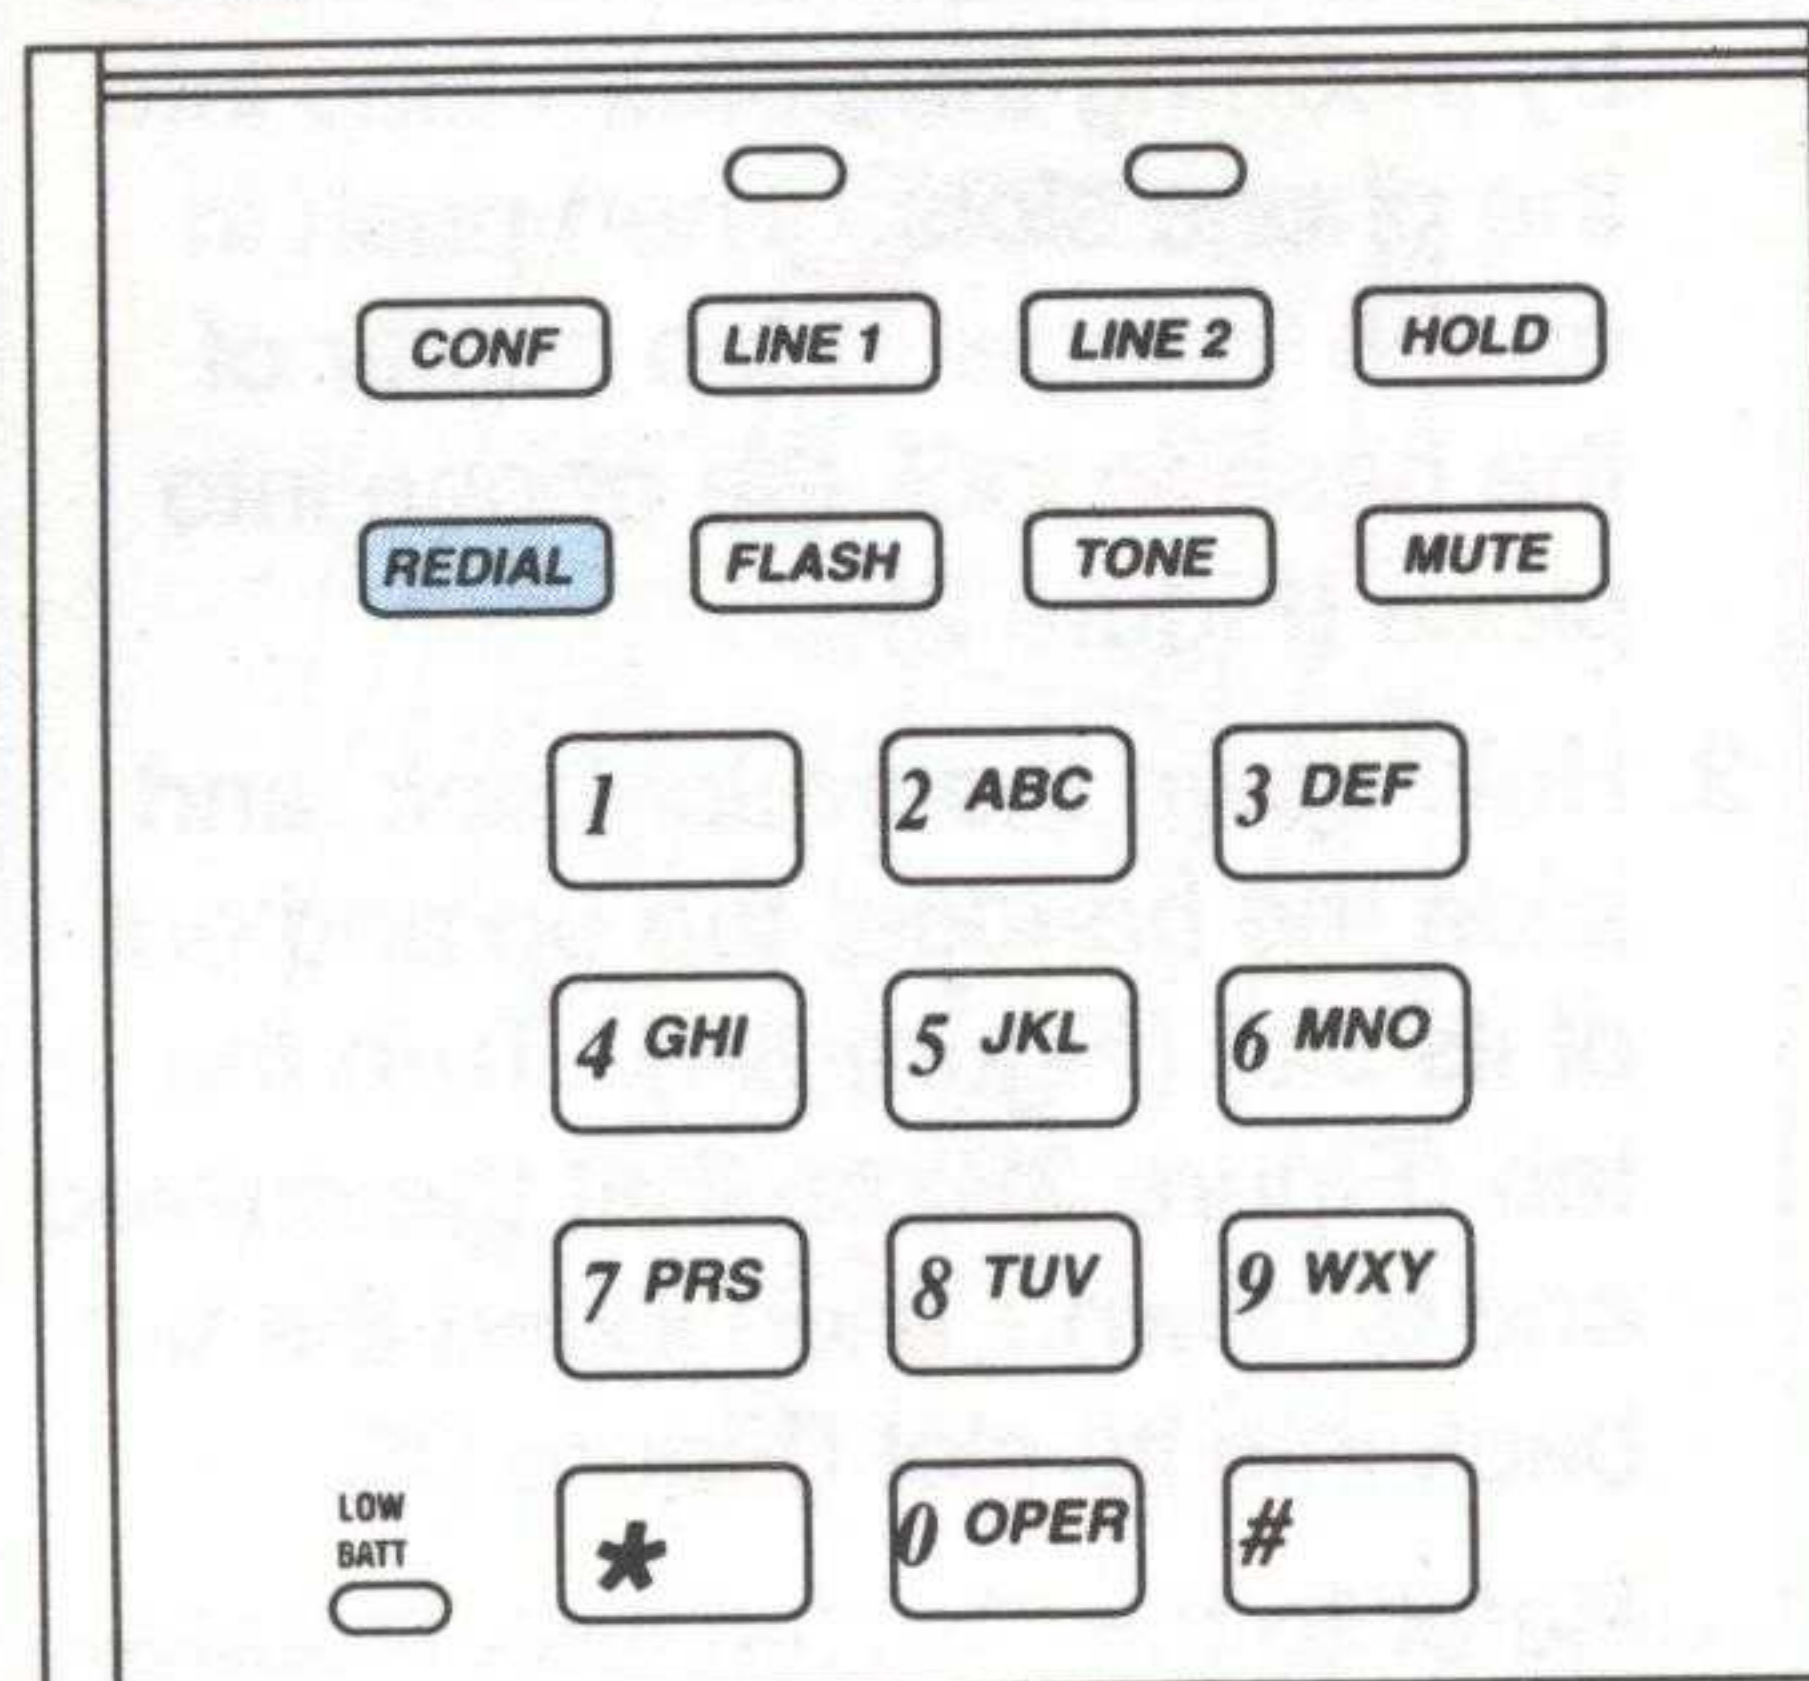 CONF LINE 1 LINE 2 HOLD
REDIAL FLASH TONE MUTE
1 2 ABC 3 DEF
4 GHI 5 JKL 6 MNO
7 PRS 8 TUV 9 WXY
LOW
BATT
* 0 OPER #